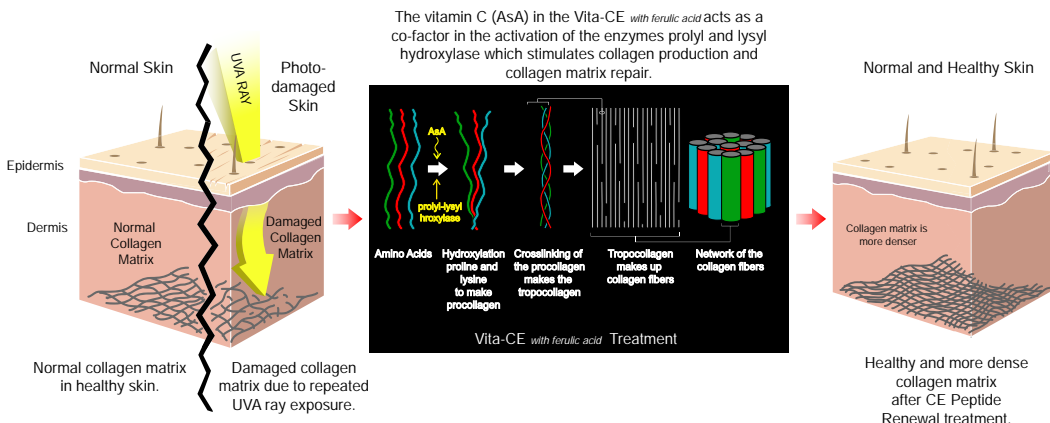 The vitamin C (AsA) in the Vita-CE with ferulic acid acts as a
co-factor in the activation of the enzymes prolyl and lysyl
hydroxylase which stimulates collagen production and
collagen matrix repair.
Normal Skin
UVA RAY
Photo-
damaged
Skin
Epidermis
Dermis
Normal
Collagen
Matrix
Damaged
Collagen
Matrix
Normal collagen matrix
in healthy skin.
Damaged collagen
matrix due to repeated
UVA ray exposure.
AsA
prolyl-lysyl
hroxylase
Amino Acids
Hydroxylation
proline and
lysine
to make
procollagen
Crosslinking of
the procollagen
makes the
tropocollagen
Tropocollagen
makes up
collagen fibers
Network of the
collagen fibers
Vita-CE with ferulic acid Treatment
Normal and Healthy Skin
Collagen matrix is
more denser
Healthy and more dense
collagen matrix
after CE Peptide
Renewal treatment.